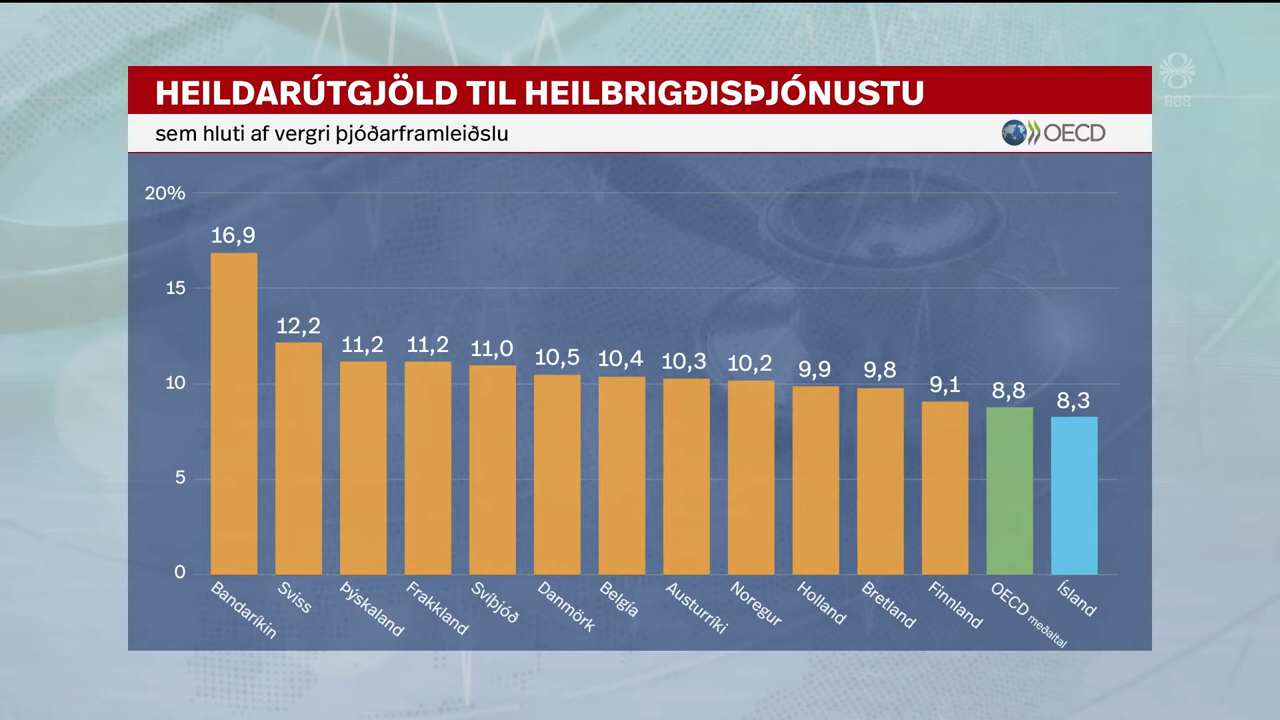 HEILDARÚTGJÖLD TIL HEILBRIGÐISÞJÓNUSTU
888
sem hluti af vergri þjóðarframleiðslu
OECD
20%
15
10
5
0
16,9
12,2
11,2
11,2
11,0
10,5
10,4
10,3
10,2
9,9
9,8
9,1
8,8
8,3
Bandaríkin
Sviss
Þýskaland
Frakkland
Svíþjóð
Danmörk
Belgía
Austurríki
Noregur
Holland
Bretland
Finnland
OECD meðaltal
Ísland